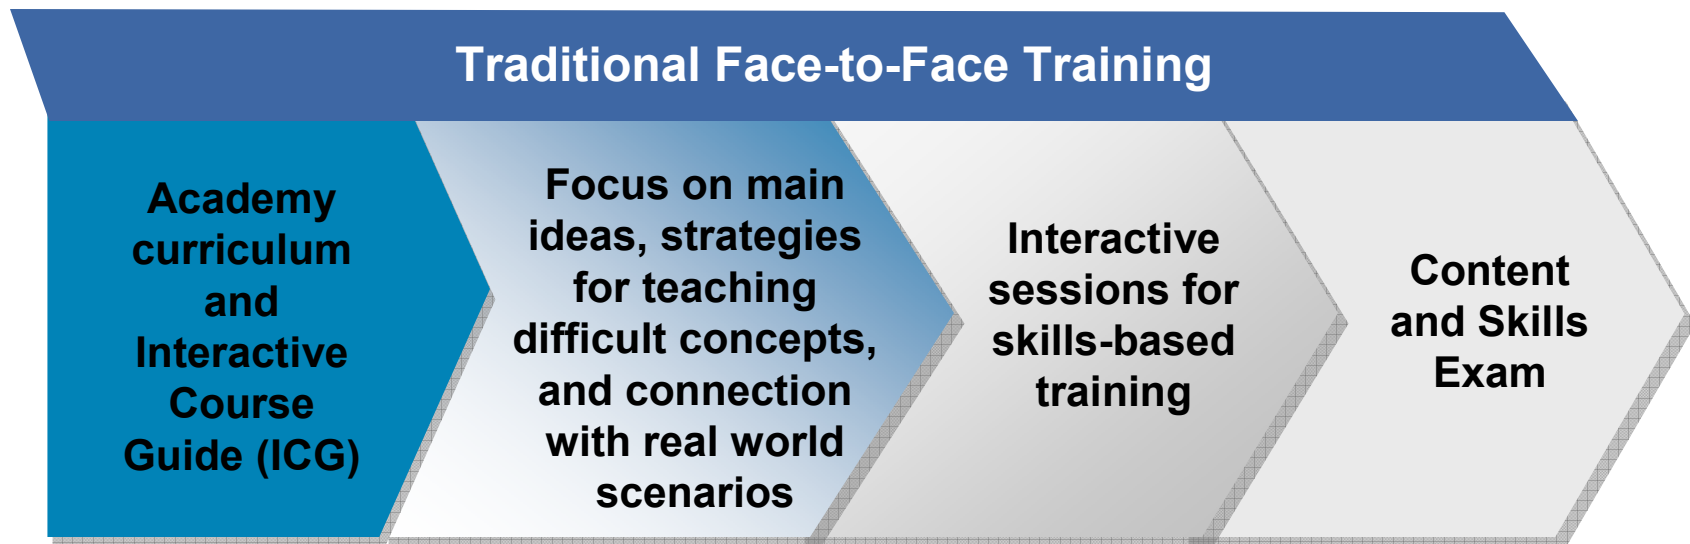 Traditional Face-to-Face Training
Academy
curriculum
and
Interactive
Course
Guide (ICG)
Focus on main
ideas, strategies
for teaching
difficult concepts,
and connection
with real world
scenarios
Interactive
sessions for
skills-based
training
Content
and Skills
Exam